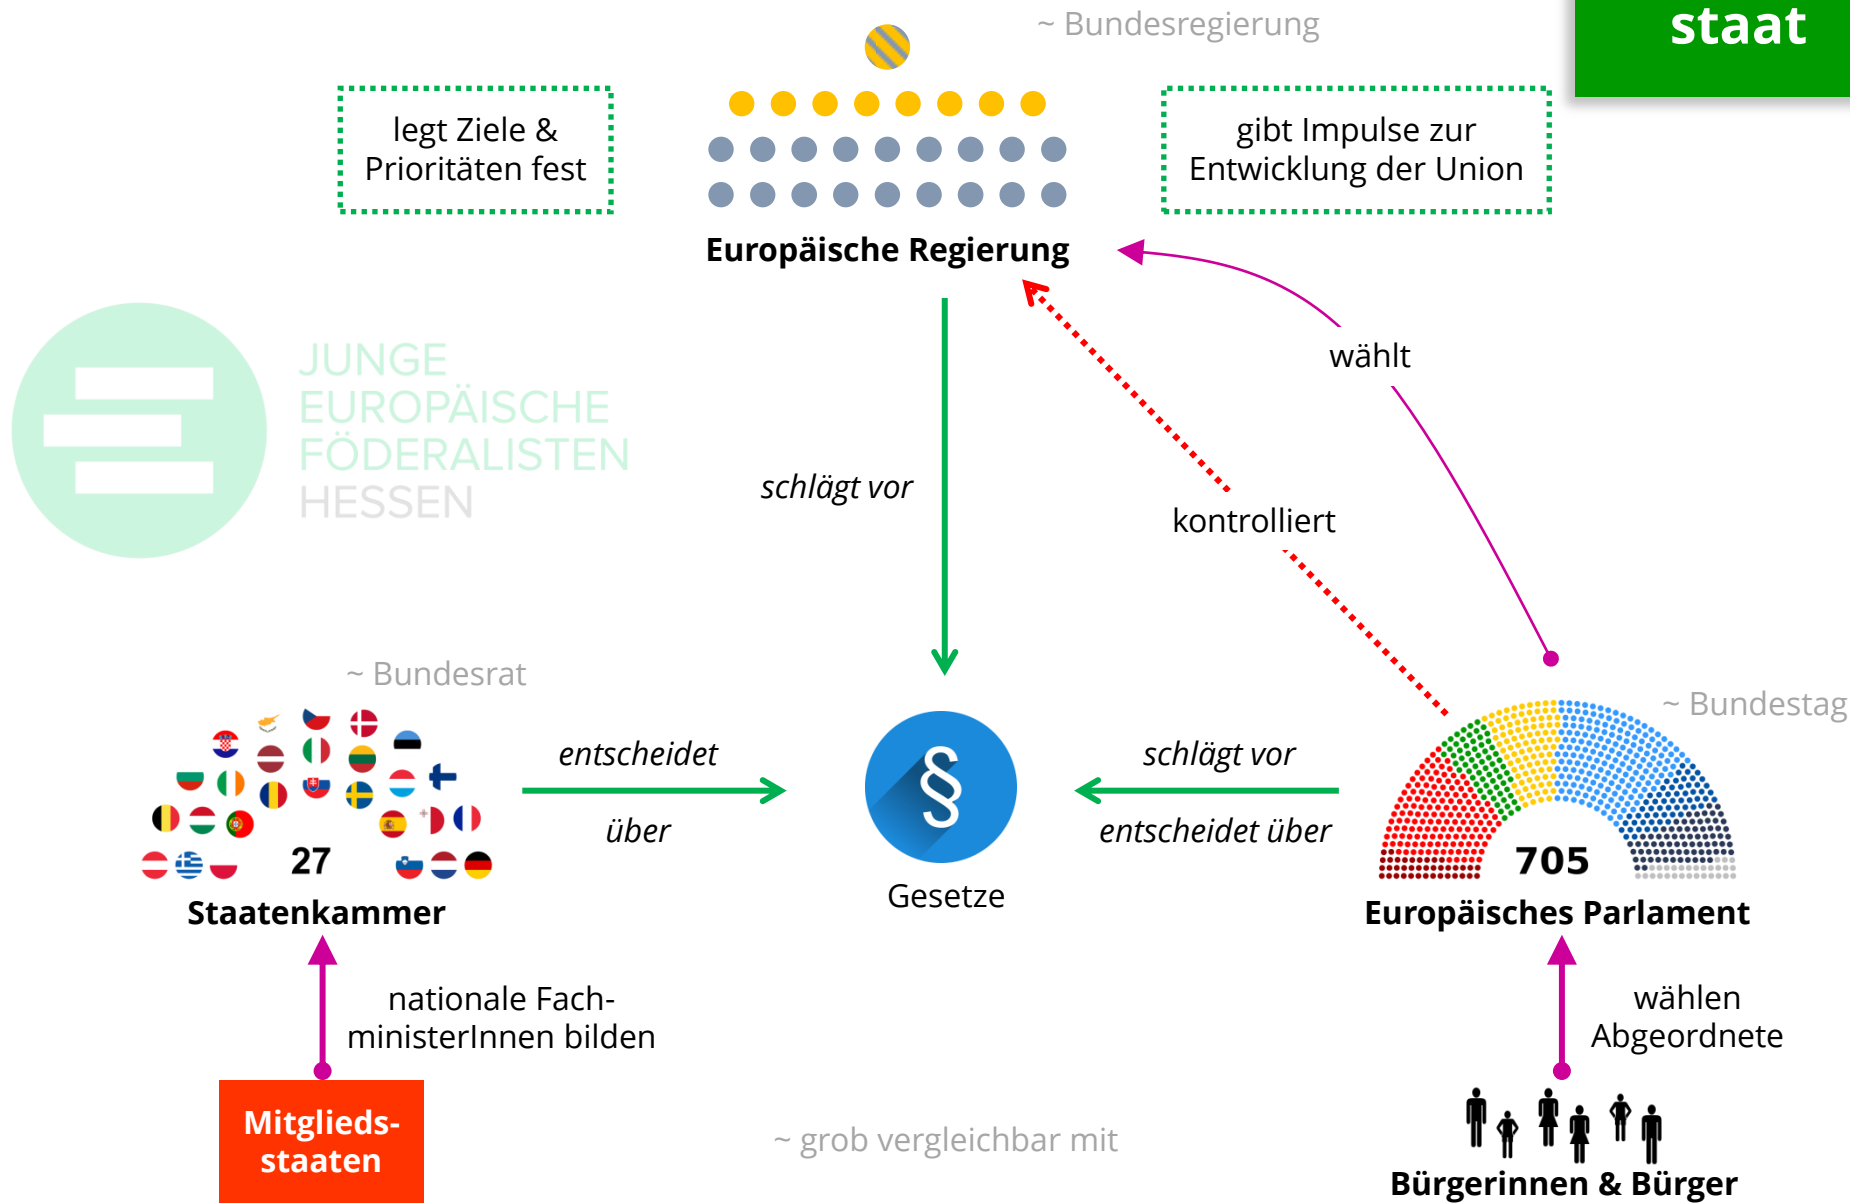 ~ Bundesregierung
staat
legt Ziele &
Prioritäten fest
gibt Impulse zur
Entwicklung der Union
Europäische Regierung
JUNGE
EUROPÄISCHE
FÖDERALISTEN
HESSEN
wählt
schlägt vor
kontrolliert
~ Bundesrat
~ Bundestag
entscheidet
über
§
schlägt vor
entscheidet über
27
705
Gesetze
Staatenkammer
Europäisches Parlament
nationale Fach-
ministerInnen bilden
wählen
Abgeordnete
Mitglieds-
staaten
~ grob vergleichbar mit
Bürgerinnen & Bürger